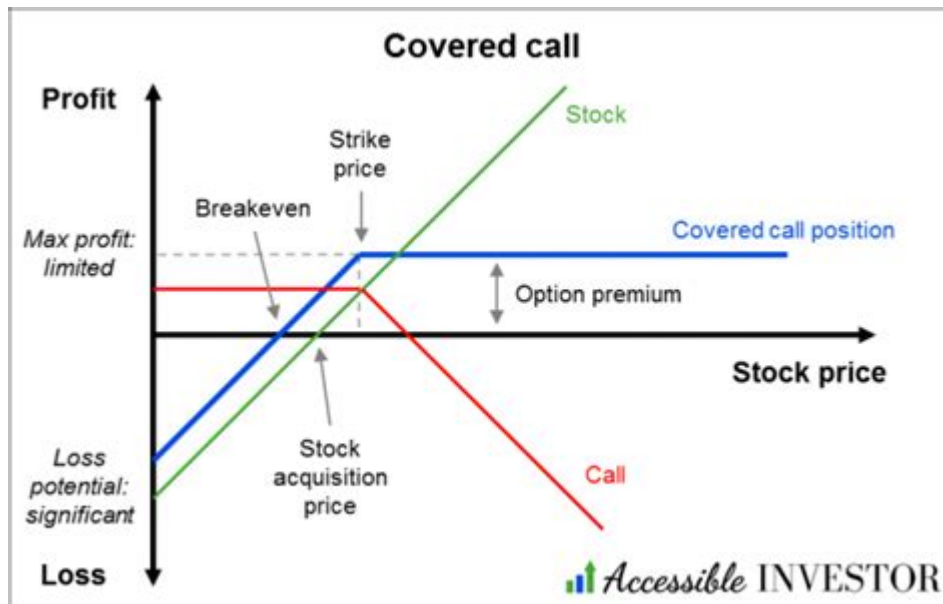 Covered call
Profit
Stock
Strike
price
Breakeven
Max profit:
limited
Covered call position
Option premium
Stock price
Loss
potential:
significant
Stock
acquisition
price
Call
Loss
Accessible INVESTOR